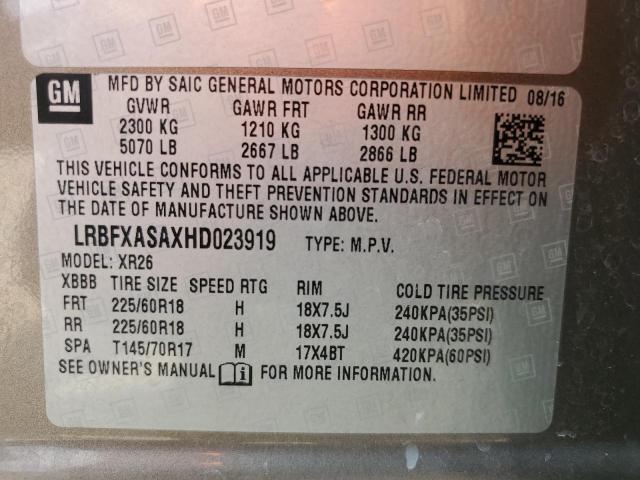 GM
MFD BY SAIC GENERAL MOTORS CORPORATION LIMITED 08/16
GVWR GAWR FRT GAWR RR
2300 KG 1210 KG 1300 KG
5070 LB 2667 LB 2866 LB
THIS VEHICLE CONFORMS TO ALL APPLICABLE U.S. FEDERAL MOTOR
VEHICLE SAFETY AND THEFT PREVENTION STANDARDS IN EFFECT ON
THE DATE OF MANUFACTURE SHOWN ABOVE.
LRBFXASAXHD023919 TYPE: M.P.V.
MODEL: XR26
XBBB TIRE SIZE SPEED RTG RIM COLD TIRE PRESSURE
FRT 225/60R18 H 18X7.5J 240KPA(35PSI)
RR 225/60R18 H 18X7.5J 240KPA(35PSI)
SPA T145/70R17 M 17X4BT 420KPA(60PSI)
SEE OWNER'S MANUAL FOR MORE INFORMATION.